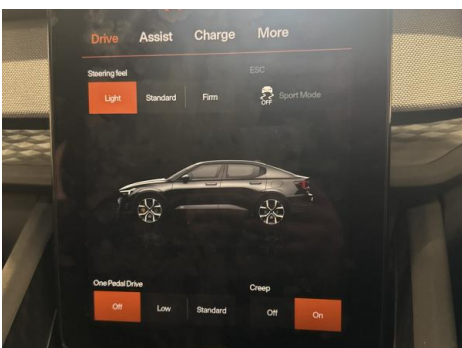 Drive Assist Charge More
Steering feel
ESC
Light Standard Firm
OFF Sport Mode
One Pedal Drive
Creep
Off Low Standard
Off On